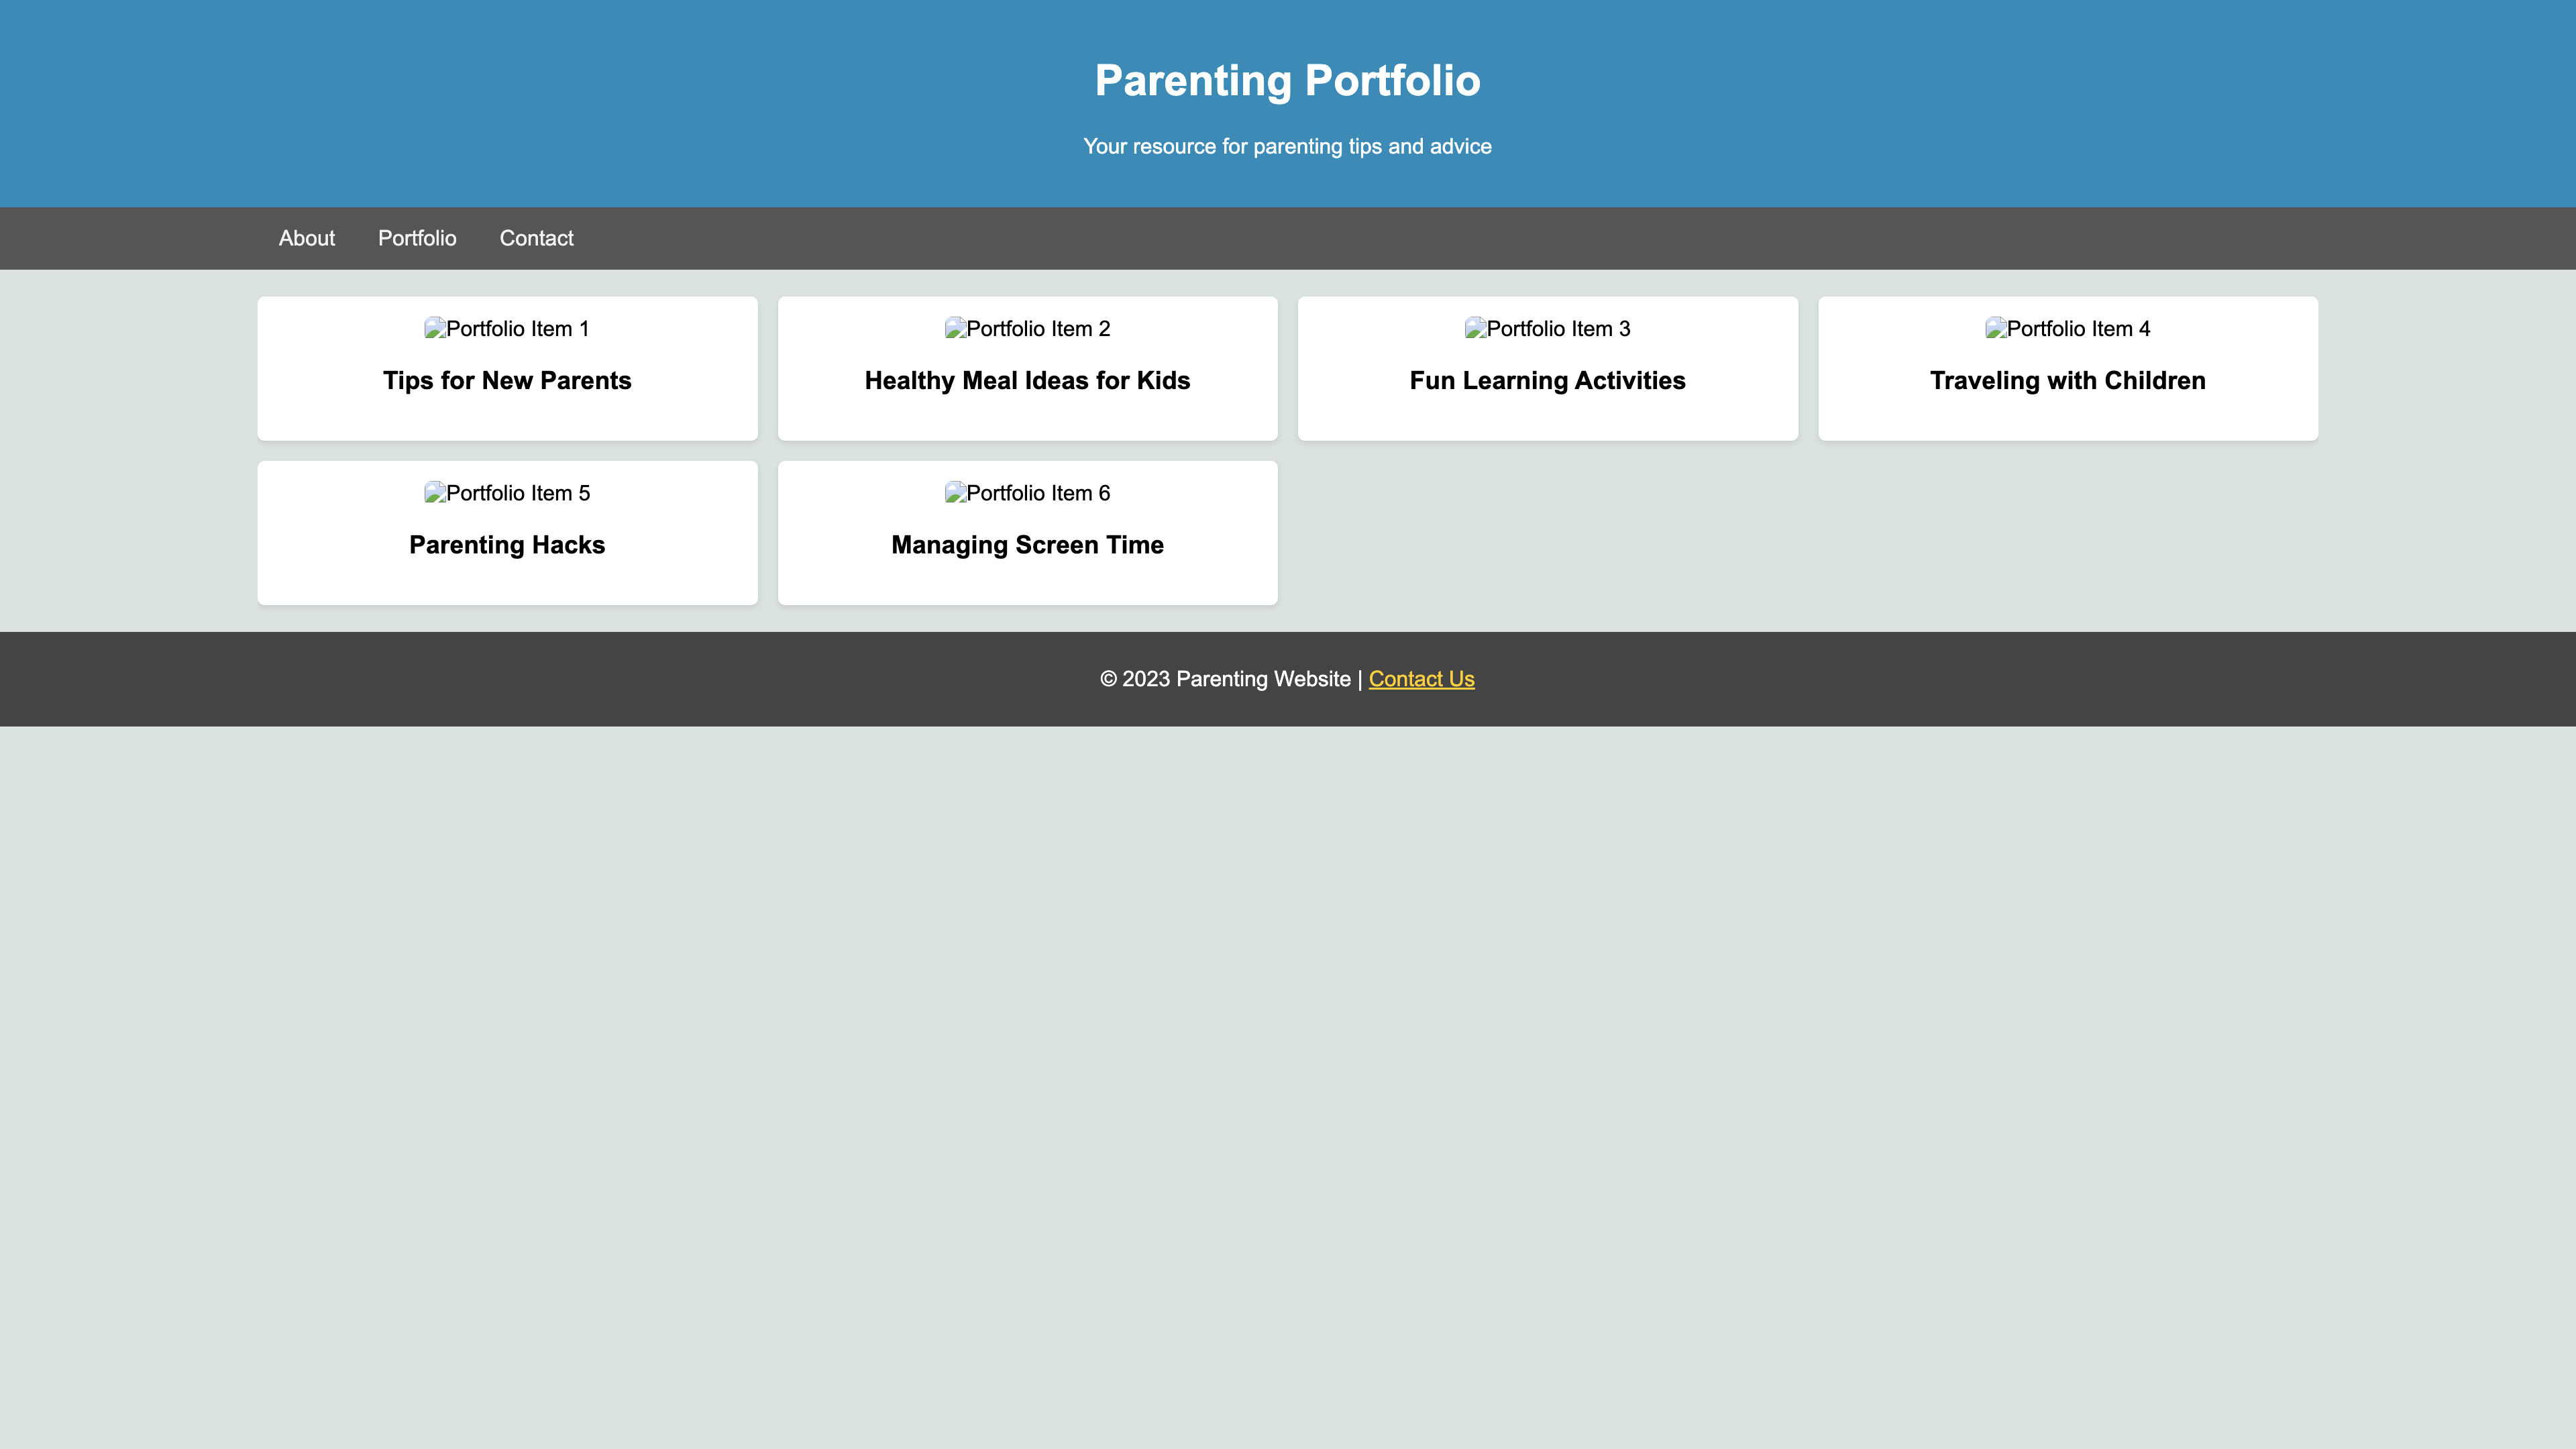 Parenting Portfolio
Your resource for parenting tips and advice
About Portfolio Contact
Portfolio Item 1
Tips for New Parents
Portfolio Item 2
Healthy Meal Ideas for Kids
Portfolio Item 3
Fun Learning Activities
Portfolio Item 4
Traveling with Children
Portfolio Item 5
Parenting Hacks
Portfolio Item 6
Managing Screen Time
© 2023 Parenting Website | Contact Us